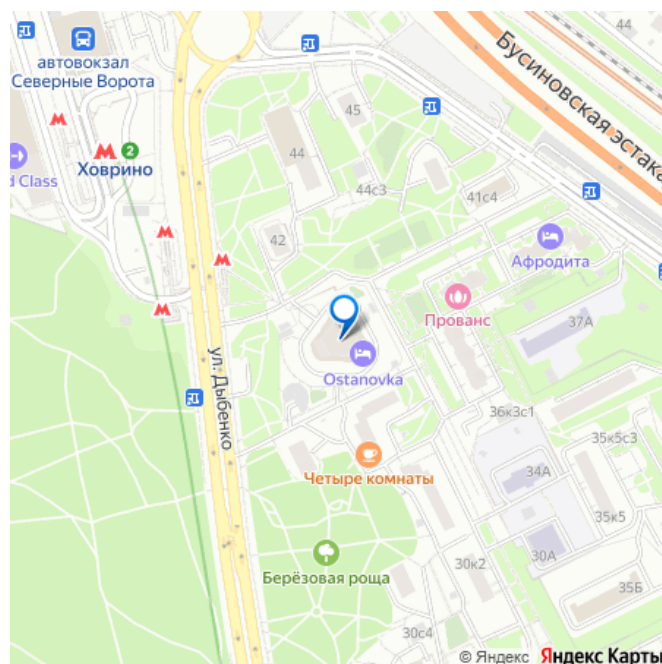 44
автовокзал
Северные Ворота
Бусиновская эстака
45
44
2
Ховрино
d Class
44с3
41с4
42
Афродита
Прованс
37А
ул. Дыбенко
Ostanovka
36к3с1
35к5с3
Четыре комнаты
34А
35к5
30А
30к2
Берёзовая роща
35Б
30с4
© Яндекс Яндекс Карты